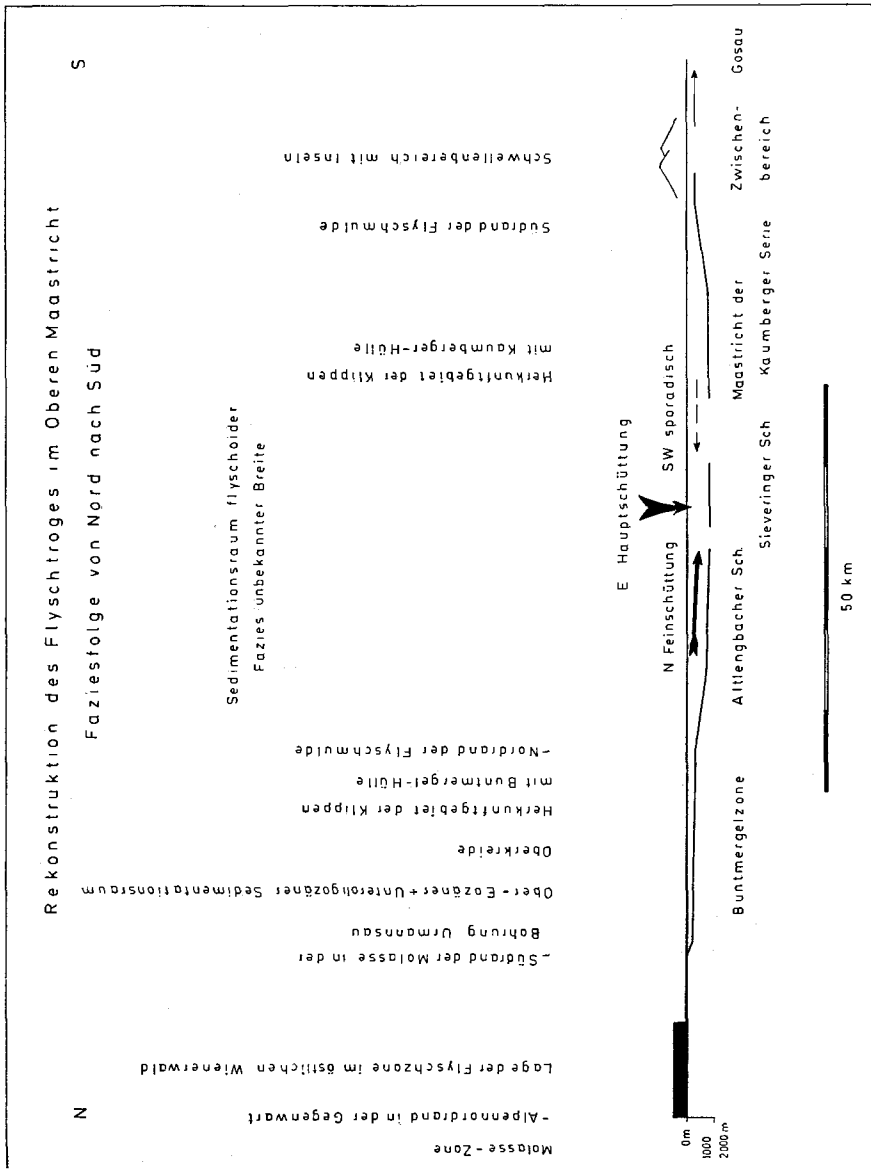 Rekonstruktion des Flyschtroges im Oberen Maastricht
Faziesfolge von Nord nach Süd
N
S
Sedimentationsraum flyschoider
Fazies unbekannter Breite
Molasse-Zone
-Alpennordrand in der Gegenwart
Lage der Flyschzone im östlichen Wienerwald
-Südrand der Molasse in der
Bohrung Urmannsau
Ober-Eozäner+Unteroligozäner Sedimentationsraum
Oberkreide
Herkunftgebiet der Klippen
mit Buntmergel-Hülle
-Nordrand der Flyschmulde
Herkunftgebiet der Klippen
mit Kaumberger-Hülle
Südrand der Flyschmulde
Schwellenbereich mit Inseln
E Hauptschüttung
N Feinschüttung
SW sporadisch
0m
1000
2000m
Buntmergelzone
Altlengbacher Sch.
Sieveringer Sch
Maastricht der
Kaumberger Serie
Zwischen-
bereich
Gosau
50 km